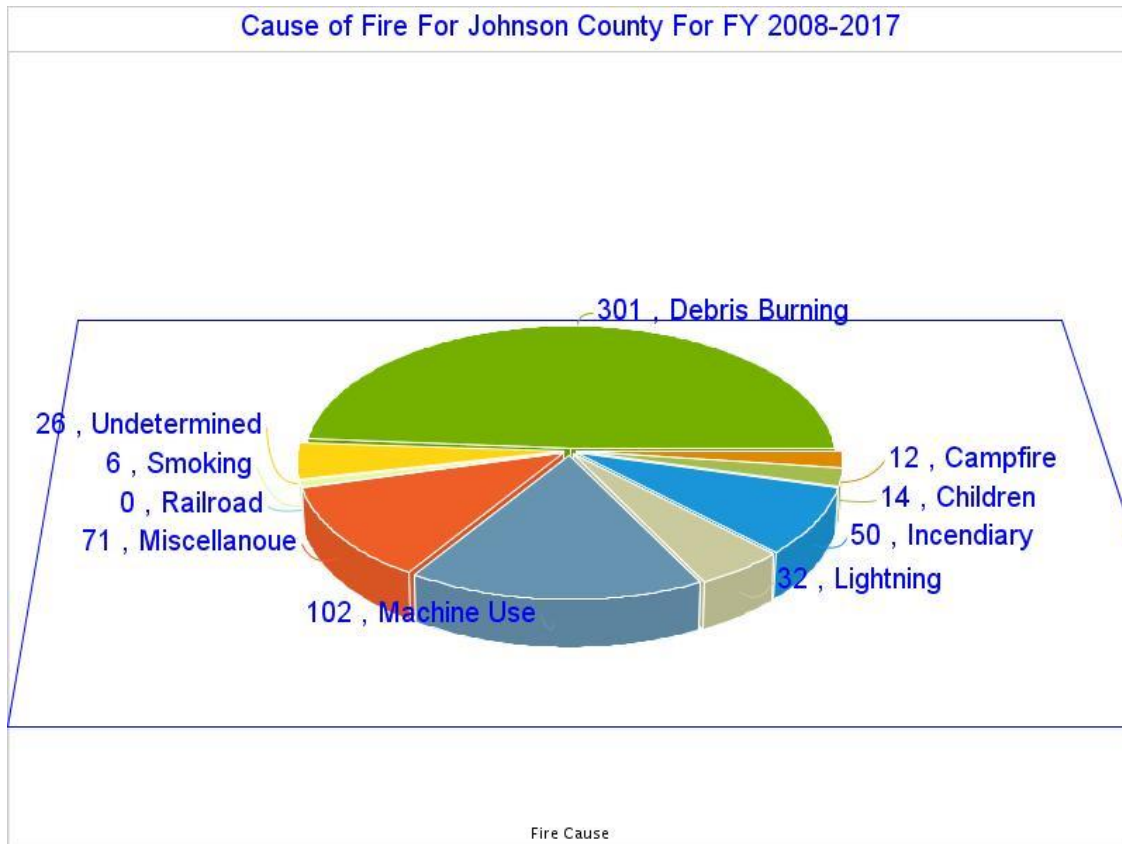 Cause of Fire For Johnson County For FY 2008-2017
301 , Debris Burning
26 , Undetermined
6 , Smoking
0 , Railroad
71 , Miscellanoue
102 , Machine Use
12 , Campfire
14 , Children
50 , Incendiary
32 , Lightning
Fire Cause